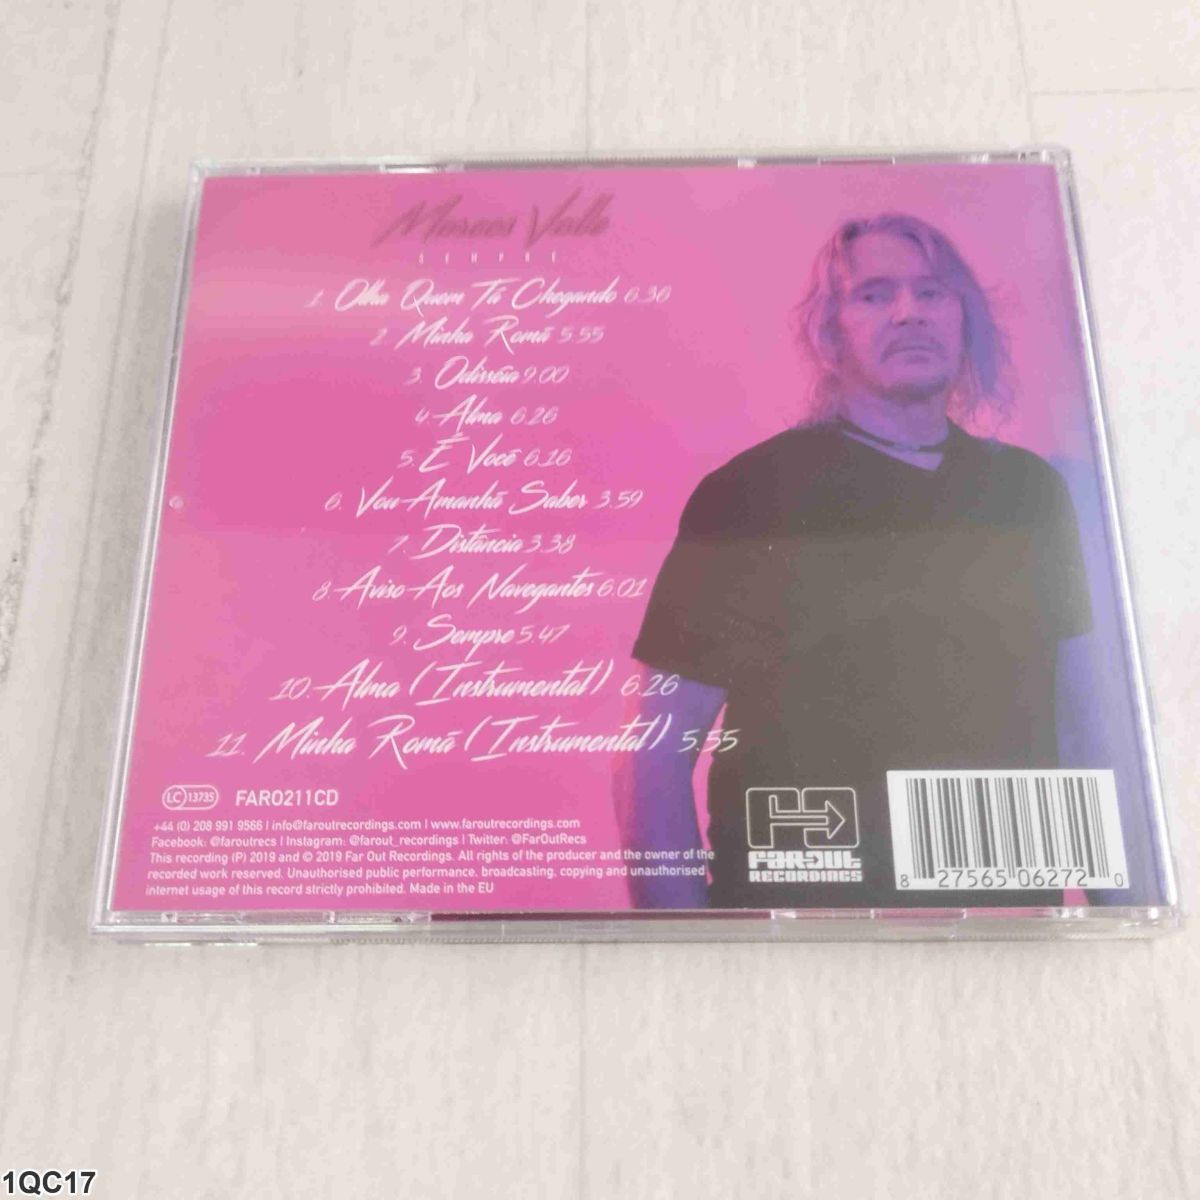 Marcos Valle
SEMPRE
1. Olha Quem Tá Chegando 6.36
2. Minha Romã 5.55
3. Odisséia 9.00
4. Alma 6.26
5. É Você 6.16
6. Vou Amanhã Saber 3.59
7. Distância 3.38
8. Aviso Aos Navegantes 6.01
9. Sempre 5.47
10. Alma (Instrumental) 6.26
11. Minha Romã (Instrumental) 5.55
LC 13735 FARO211CD
+44 (0) 208 991 9566 | info@faroutrecordings.com | www.faroutrecordings.com
Facebook: @faroutrecs | Instagram: @farout_recordings | Twitter: @FarOutRecs
This recording (P) 2019 and © 2019 Far Out Recordings. All rights of the producer and the owner of the
recorded work reserved. Unauthorised public performance, broadcasting, copying and unauthorised
internet usage of this record strictly prohibited. Made in the EU
FAR OUT
RECORDINGS
8 27565 06272 0
1QC17